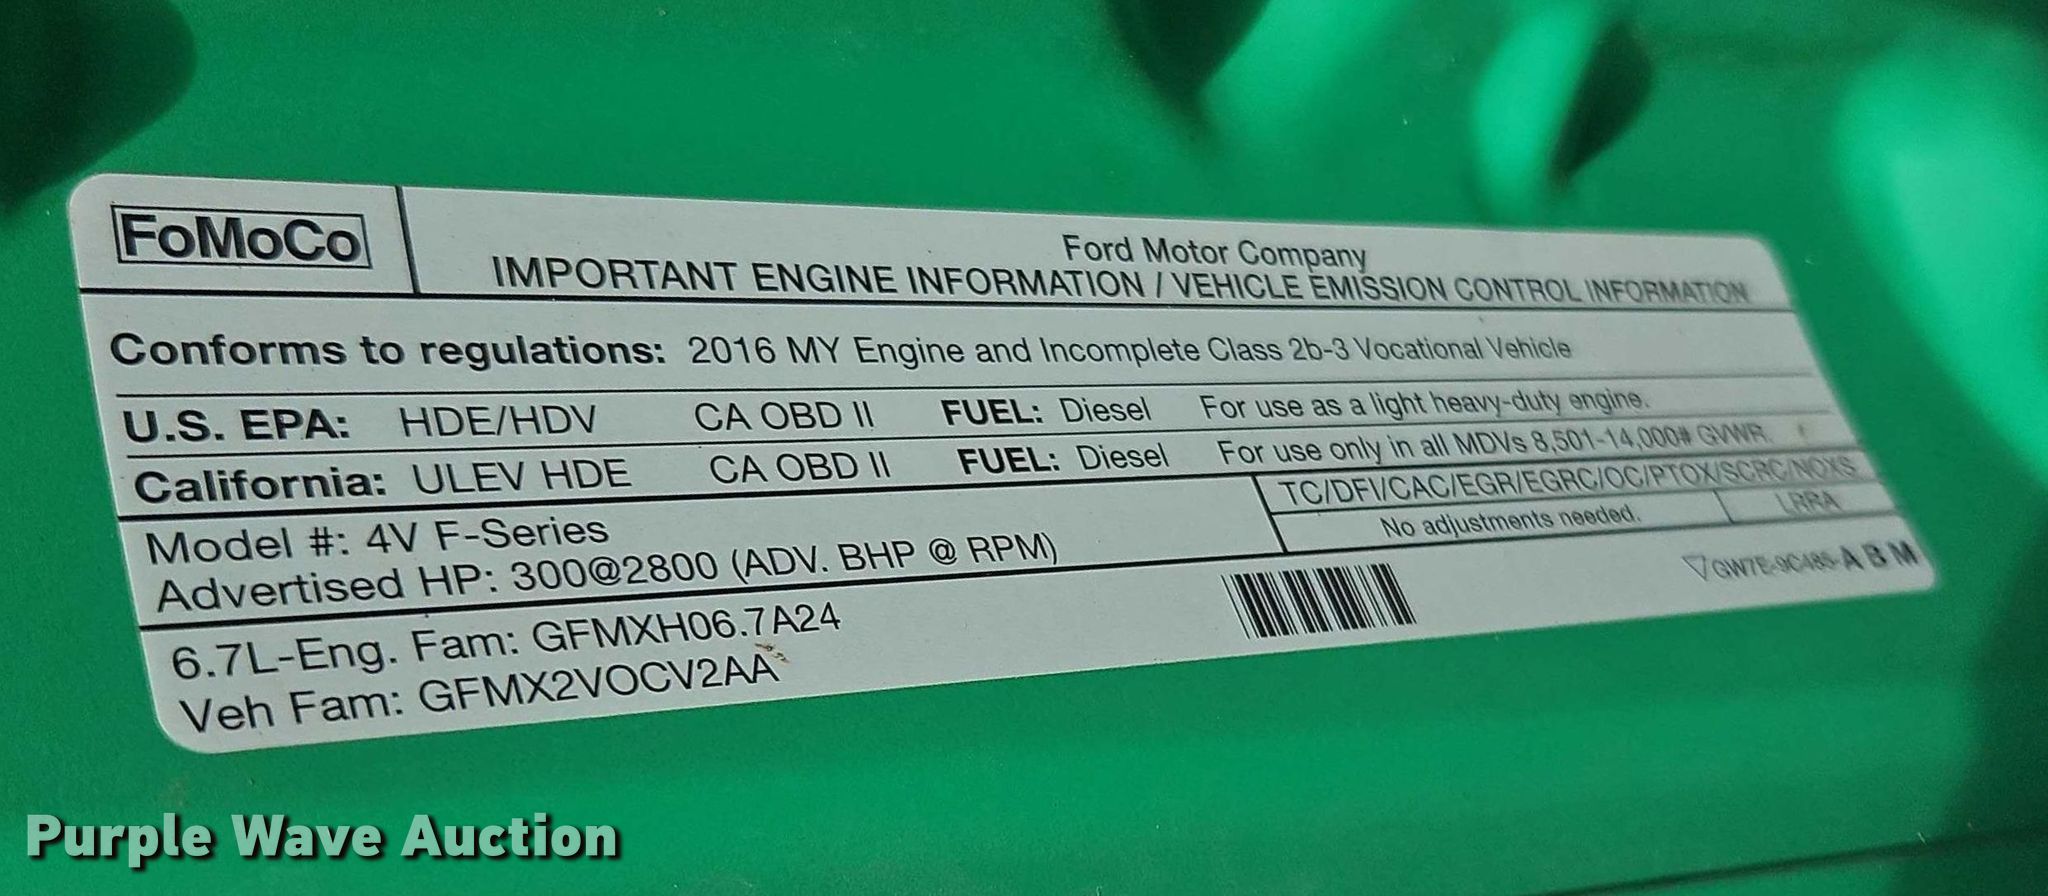 FoMoCo
Ford Motor Company
IMPORTANT ENGINE INFORMATION / VEHICLE EMISSION CONTROL INFORMATION
Conforms to regulations: 2016 MY Engine and Incomplete Class 2b-3 Vocational Vehicle
U.S. EPA: HDE/HDV CA OBD II FUEL: Diesel For use as a light heavy-duty engine.
California: ULEV HDE CA OBD II FUEL: Diesel For use only in all MDVs 8,501-14,000# GVWR.
Model #: 4V F-Series
Advertised HP: 300@2800 (ADV. BHP @ RPM)
TC/DFI/CAC/EGR/EGRC/OC/PTOX/SCRC/NOXS
No adjustments needed. LRRA
6.7L-Eng. Fam: GFMXH06.7A24
Veh Fam: GFMX2VOCV2AA
GW7E-9C485-A B M
Purple Wave Auction